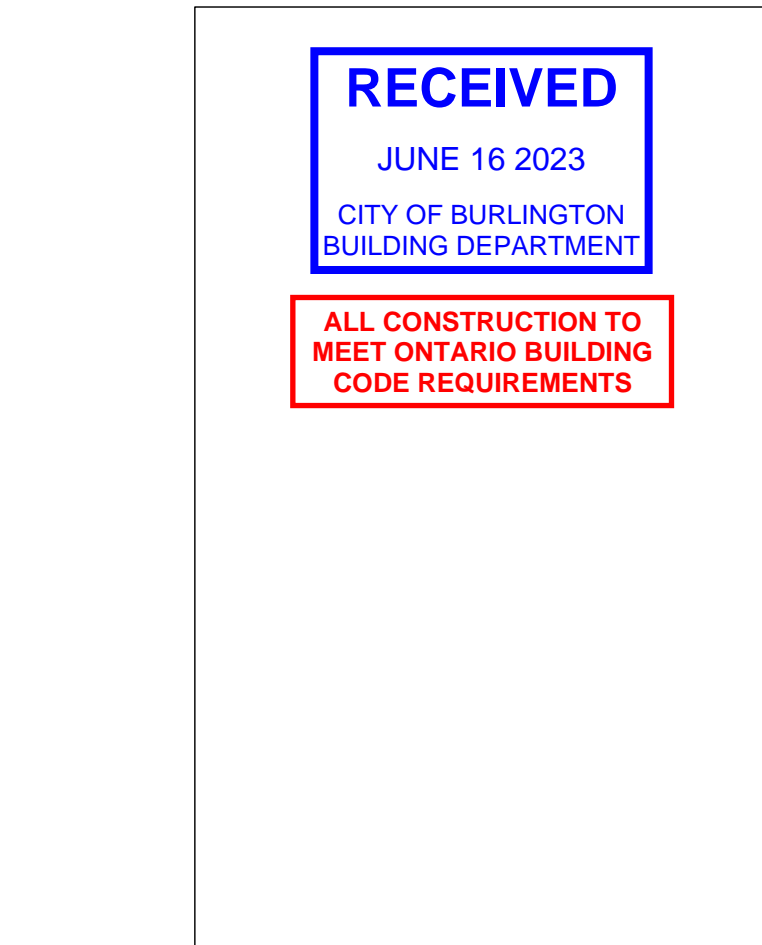 RECEIVED
JUNE 16 2023
CITY OF BURLINGTON
BUILDING DEPARTMENT
ALL CONSTRUCTION TO
MEET ONTARIO BUILDING
CODE REQUIREMENTS